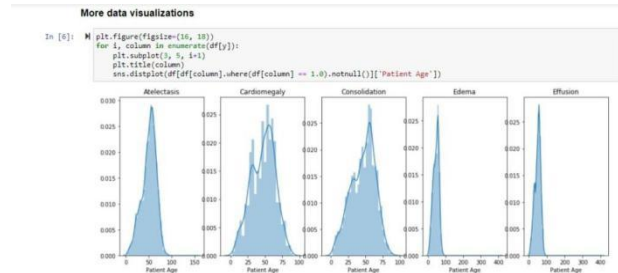 More data visualizations
In [6]:
plt.figure(figsize=(16, 18))
for i, column in enumerate(df[y]):
plt.subplot(3, 5, i+1)
plt.title(column)
sns.distplot(df[df[column].where(df[column] == 1.0).notnull()]['Patient Age'])
Atelectasis Cardiomegaly Consolidation Edema Effusion
0.030
0.025 0.025 0.025 0.025 0.025
0.020 0.020 0.020 0.020 0.020
0.015 0.015 0.015 0.015 0.015
0.010 0.010 0.010 0.010 0.010
0.005 0.005 0.005 0.005 0.005
0.000 0.000 0.000 0.000 0.000
0 50 100 150 0 25 50 75 100 0 25 50 75 100 0 100 200 300 400 0 100 200 300 400
Patient Age Patient Age Patient Age Patient Age Patient Age